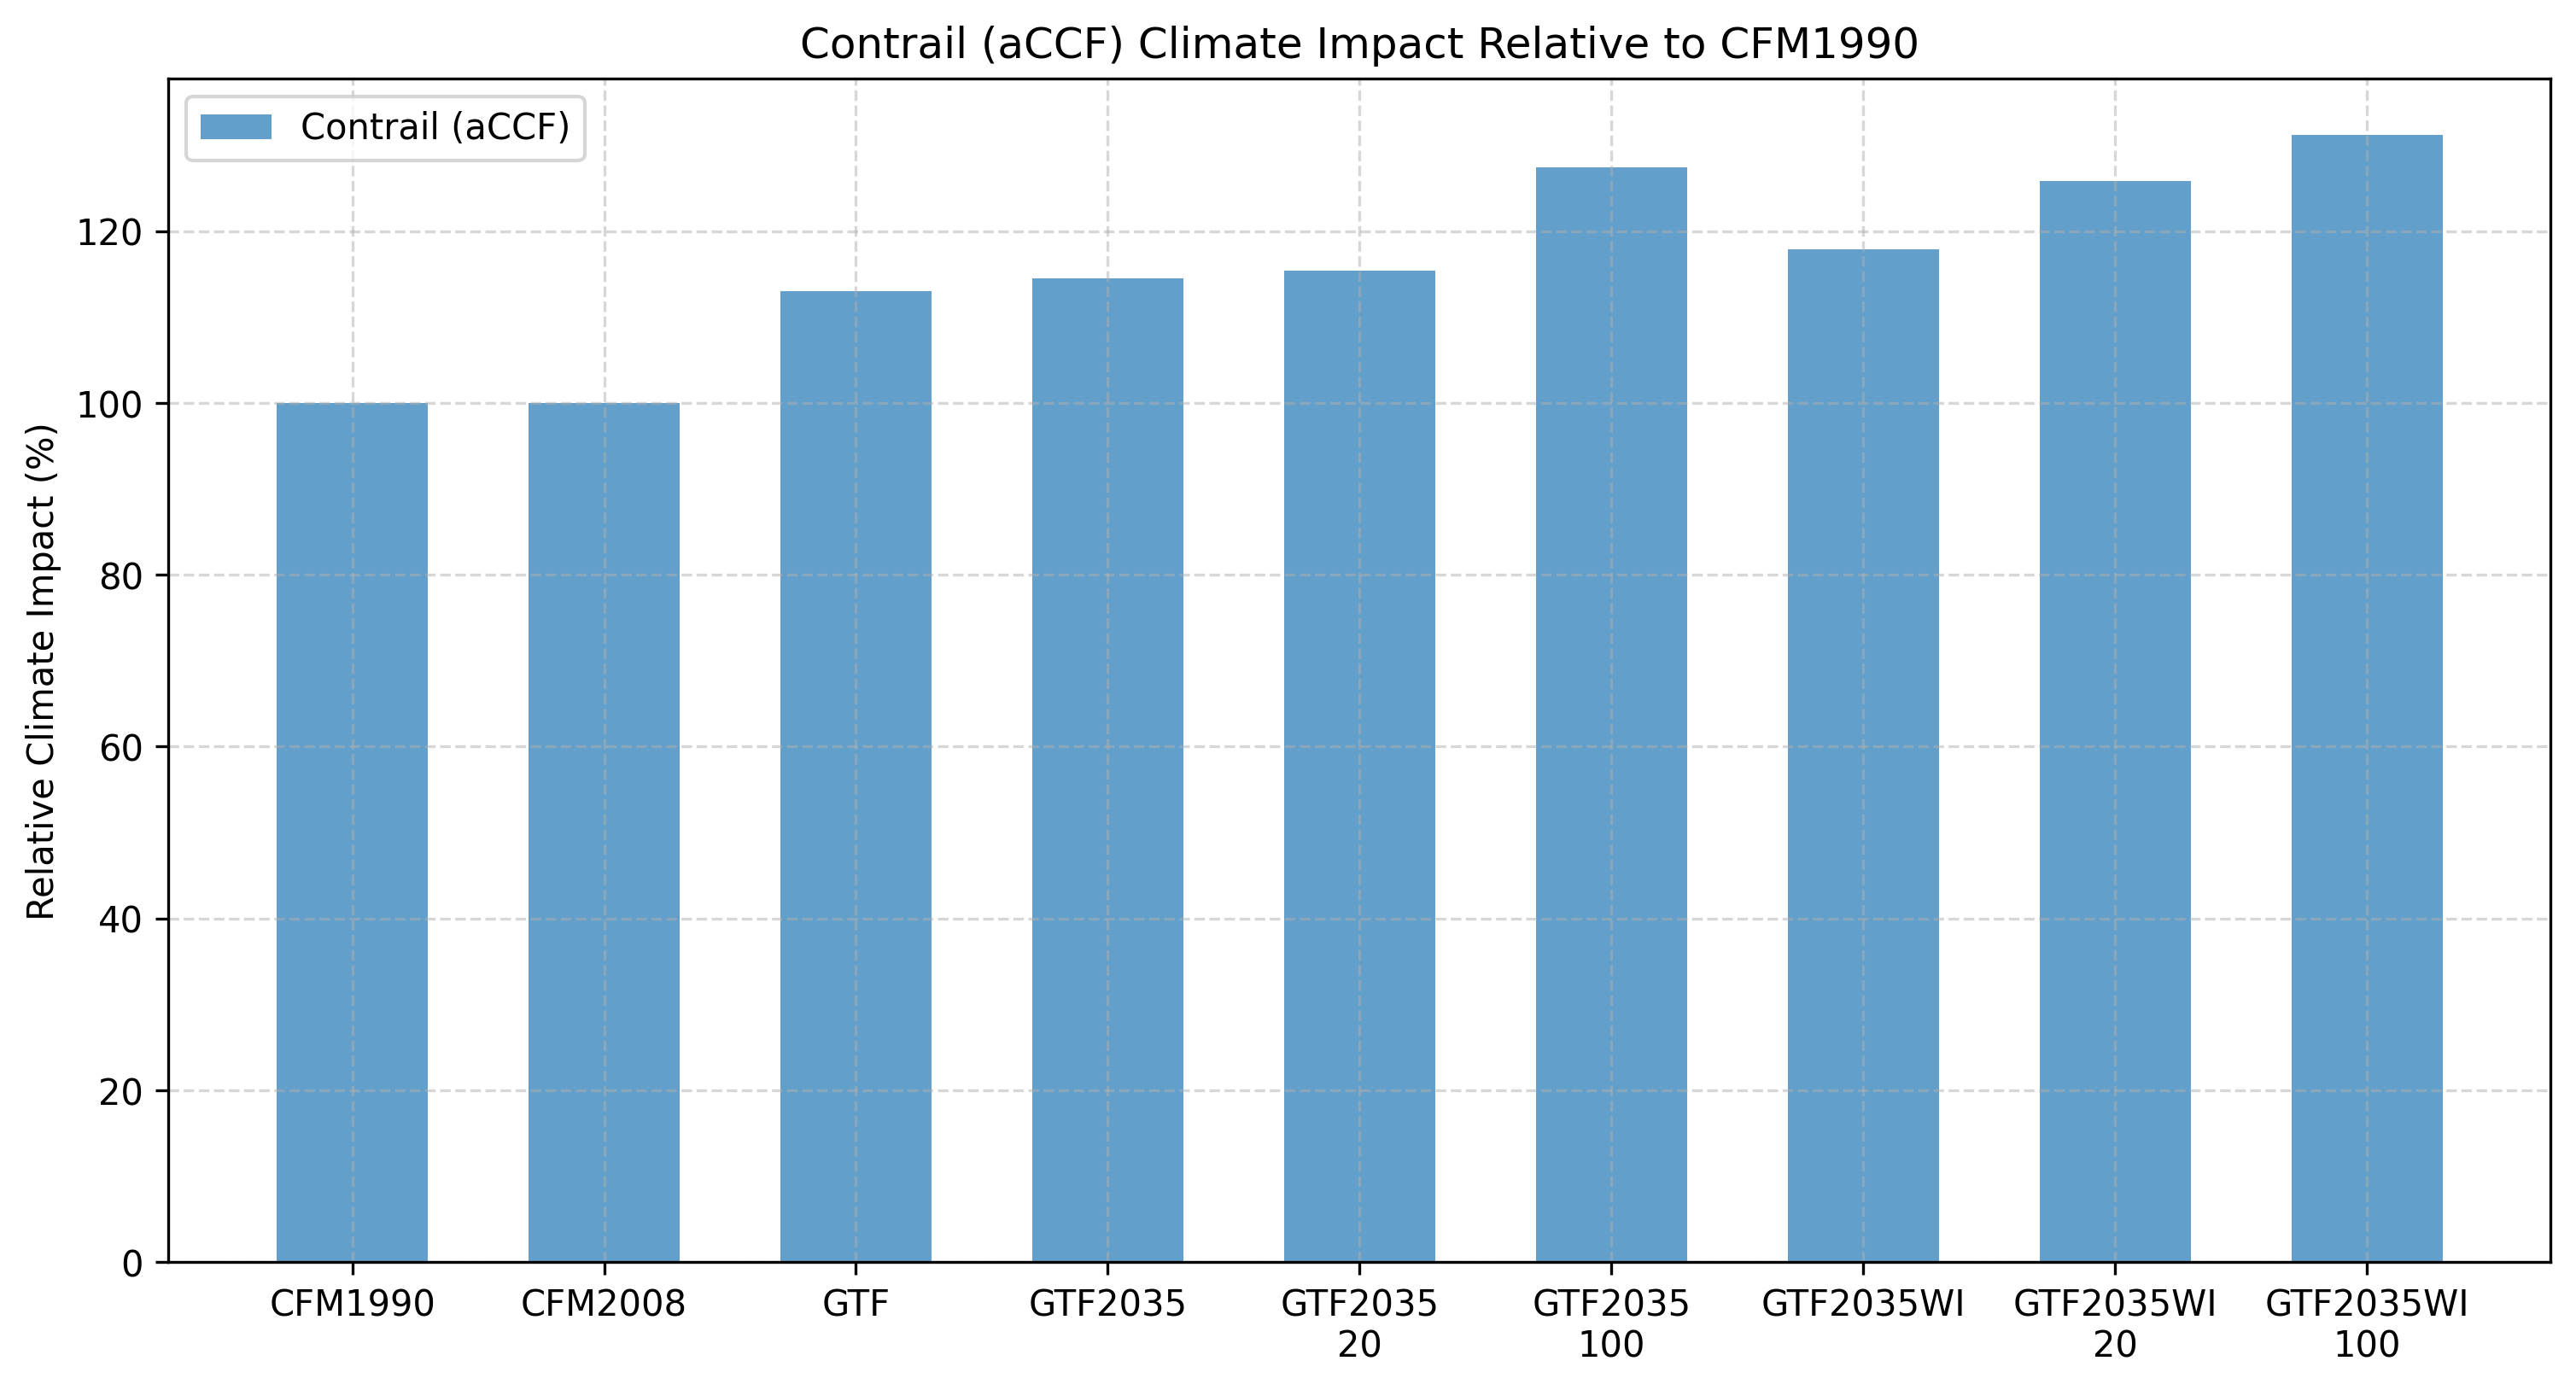 Contrail (aCCF) Climate Impact Relative to CFM1990
Contrail (aCCF)
Relative Climate Impact (%)
120
100
80
60
40
20
0
CFM1990 CFM2008 GTF GTF2035 GTF2035 GTF2035 GTF2035WI GTF2035WI GTF2035WI
20 100 20 100